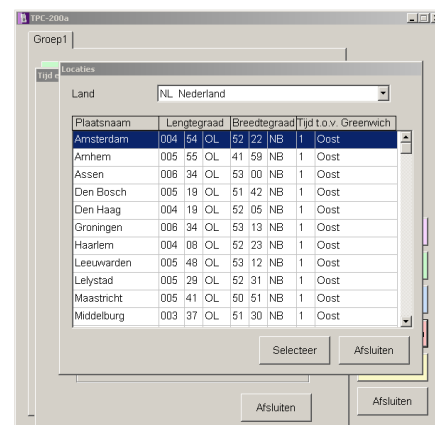 TPC-200a
Groep1
Tijd e
Locaties
Land NL Nederland
Plaatsnaam Lengtegraad Breedtegraad Tijd t.o.v. Greenwich
Amsterdam 004 54 OL 52 22 NB 1 Oost
Arnhem 005 55 OL 41 59 NB 1 Oost
Assen 006 34 OL 53 00 NB 1 Oost
Den Bosch 005 19 OL 51 42 NB 1 Oost
Den Haag 004 19 OL 52 05 NB 1 Oost
Groningen 006 34 OL 53 13 NB 1 Oost
Haarlem 004 08 OL 52 23 NB 1 Oost
Leeuwarden 005 48 OL 53 12 NB 1 Oost
Lelystad 005 29 OL 52 31 NB 1 Oost
Maastricht 005 41 OL 50 51 NB 1 Oost
Middelburg 003 37 OL 51 30 NB 1 Oost
Selecteer Afsluiten
Afsluiten Afsluiten